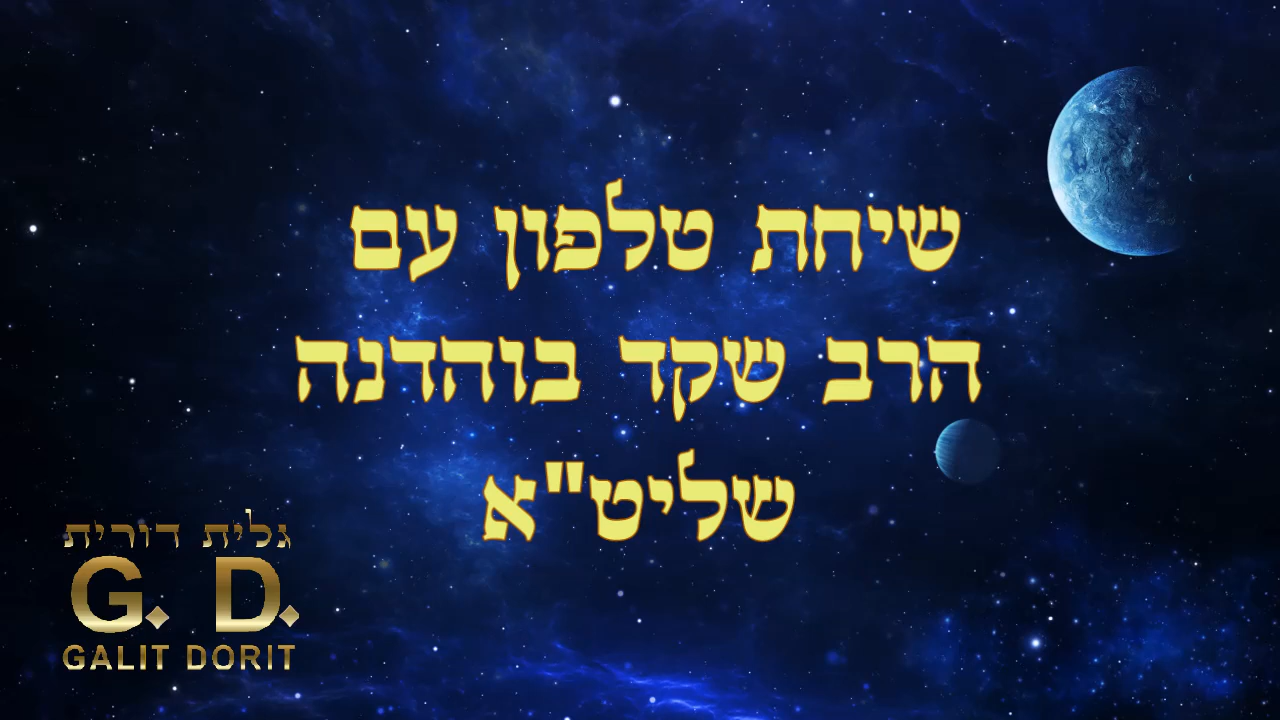 שיחת טלפון עם
הרב שקד בוהדנה
שליט"א
גלית דורית
G. D.
GALIT DORIT